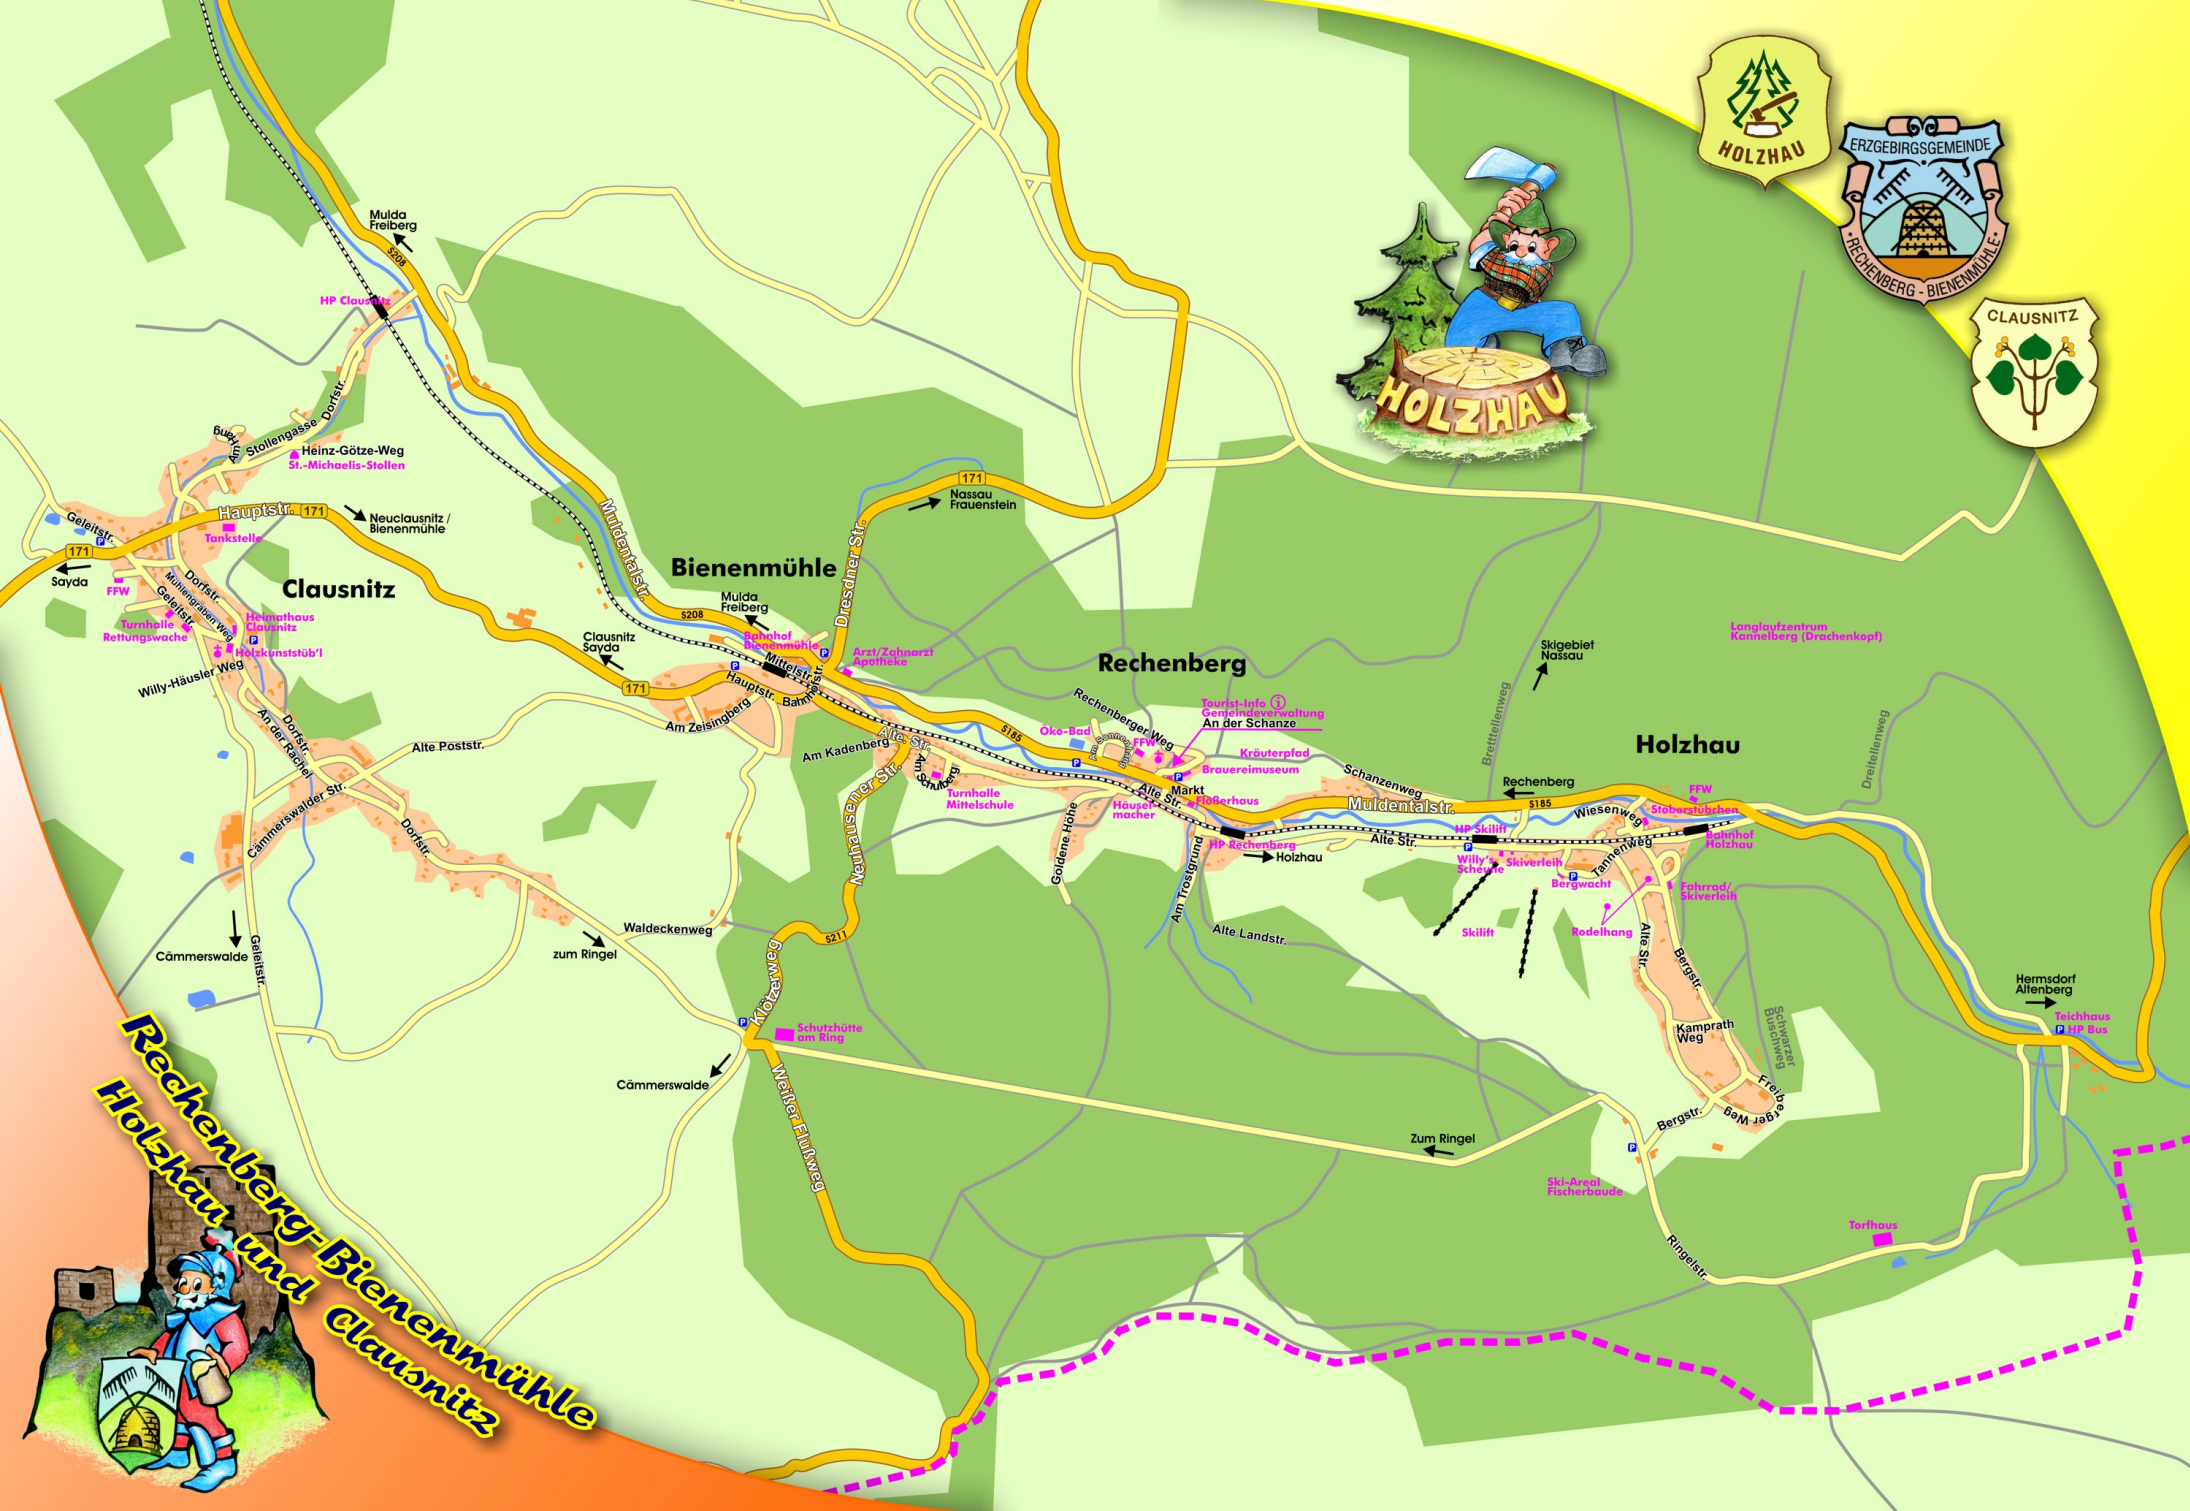 HOLZHAU
ERZGEBIRGSGEMEINDE
· RECHENBERG - BIENENMÜHLE ·
CLAUSNITZ
HOLZHAU
Mulda
Freiberg
S208
HP Clausnitz
Dorfstr.
Stollengasse
Am Hang
Heinz-Götze-Weg
St.-Michaelis-Stollen
Hauptstr.
171
Tankstelle
Neuclausnitz /
Bienenmühle
Geleitstr.
171
Sayda
FFW
Clausnitz
Dorfstr.
Mühlengraben Weg
Geleitstr.
Turnhalle
Rettungswache
Heimathaus
Clausnitz
Holzkunststüb'l
Willy-Häusler Weg
An der Rachel
Dorfstr.
Alte Poststr.
Cämmerswalder Str.
Dorfstr.
Cämmerswalde
Geleitstr.
zum Ringel
Waldeckenweg
Muldentalstr.
Bienenmühle
S208
Mulda
Freiberg
Clausnitz
Sayda
171
Bahnhof
Bienenmühle
Mittelstr.
Hauptstr.
Bahnhofstr.
Am Zeisingberg
Dresdner Str.
171
Nassau
Frauenstein
Arzt/Zahnarzt
Apotheke
Am Kadenberg
Alte. Str.
Am Schulberg
Turnhalle
Mittelschule
Neuhausener Str.
S211
Klötzerweg
Schutzhütte
am Ring
Cämmerswalde
Weißer Flußweg
S185
Rechenberg
Rechenberger Weg
Tourist-Info i
Gemeindeverwaltung
An der Schanze
Öko-Bad
Am Sonnenhang
FFW
Kräuterpfad
Brauereimuseum
Markt
Alte Str.
Flößerhaus
Häusel-
macher
Goldene Höhe
HP Rechenberg
Holzhau
Am Trostgrund
Alte Landstr.
Schanzenweg
Muldentalstr.
Alte Str.
Skigebiet
Nassau
Bretttellenweg
Langlaufzentrum
Kannelberg (Drachenkopf)
Holzhau
Dreitellenweg
Rechenberg
S185
Wiesenweg
FFW
Stoberstübchen
Bahnhof
Holzhau
HP Skilift
Willy's
Scheune
Skiverleih
Bergwacht
Tannenweg
Fahrrad/
Skiverleih
Rodelhang
Skilift
Alte Str.
Bergstr.
Kamprath
Weg
Schwarzer
Buschweg
Freiberger Weg
Bergstr.
Hermsdorf
Altenberg
Teichhaus
HP Bus
Zum Ringel
Ski-Areal
Fischerbaude
Ringelstr.
Torfhaus
Rechenberg-Bienenmühle
Holzhau und Clausnitz
P
P
P
P
P
P
P
P
P
P
P
P